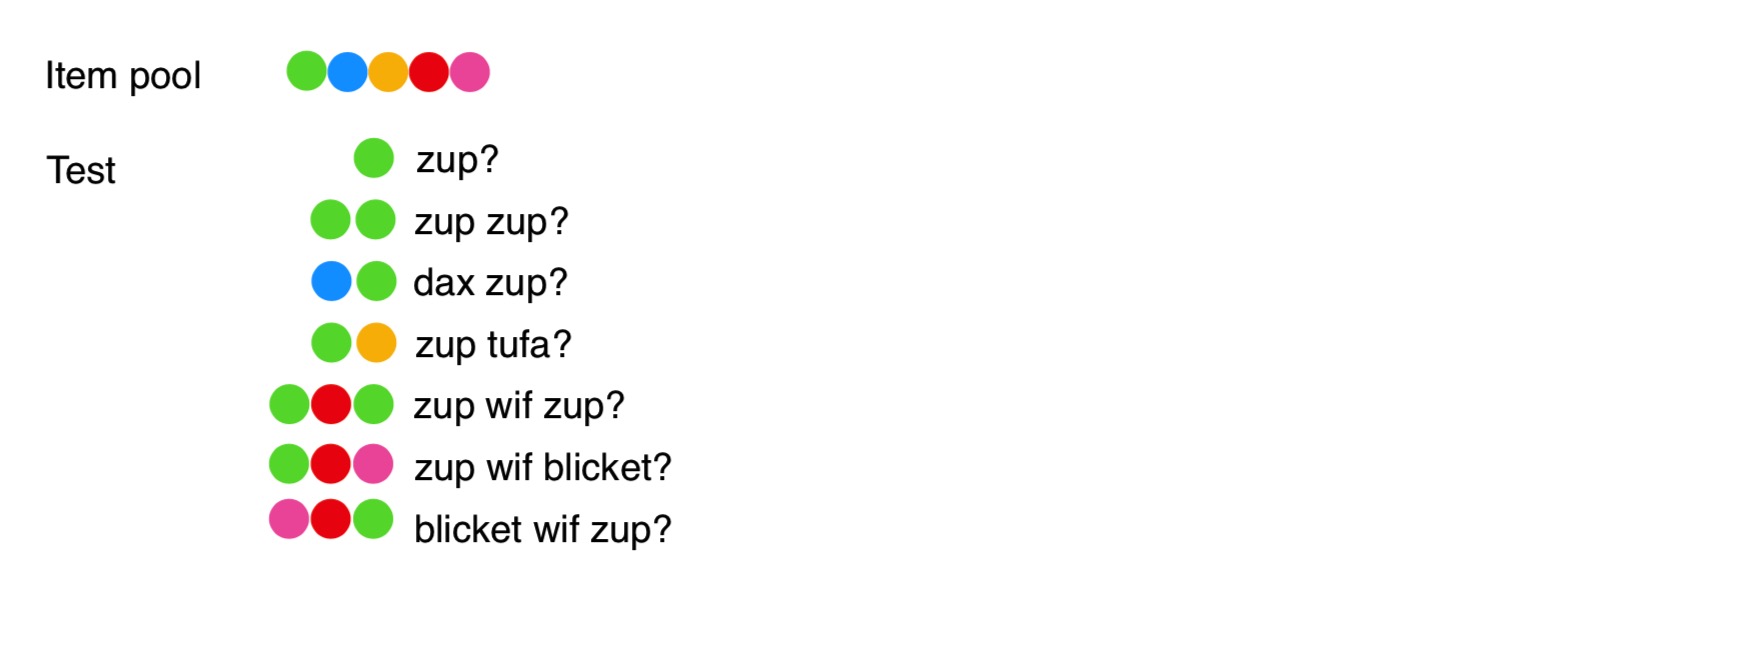 Item pool
Test
zup?
zup zup?
dax zup?
zup tufa?
zup wif zup?
zup wif blicket?
blicket wif zup?